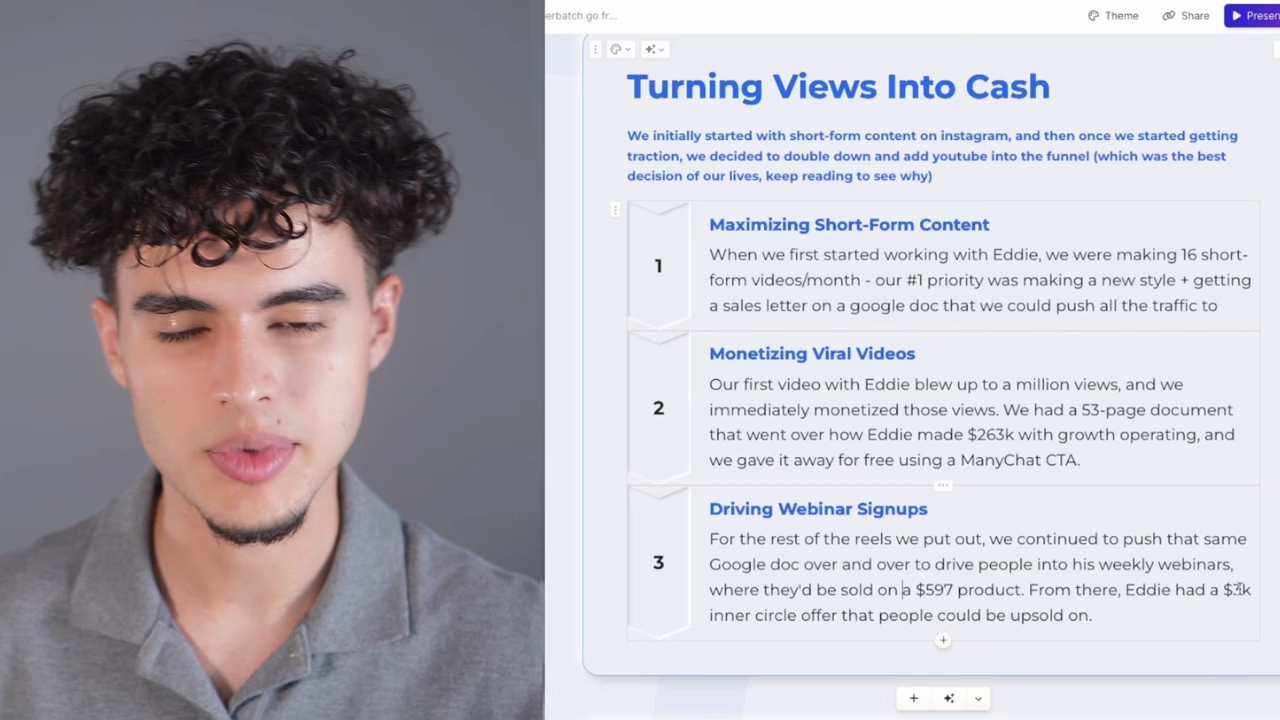 erbatch go fr...
Theme
Share
Presen
Turning Views Into Cash
We initially started with short-form content on instagram, and then once we started getting
traction, we decided to double down and add youtube into the funnel (which was the best
decision of our lives, keep reading to see why)
1
Maximizing Short-Form Content
When we first started working with Eddie, we were making 16 short-
form videos/month - our #1 priority was making a new style + getting
a sales letter on a google doc that we could push all the traffic to
2
Monetizing Viral Videos
Our first video with Eddie blew up to a million views, and we
immediately monetized those views. We had a 53-page document
that went over how Eddie made $263k with growth operating, and
we gave it away for free using a ManyChat CTA.
3
Driving Webinar Signups
For the rest of the reels we put out, we continued to push that same
Google doc over and over to drive people into his weekly webinars,
where they'd be sold on a $597 product. From there, Eddie had a
inner circle offer that people could be upsold on.